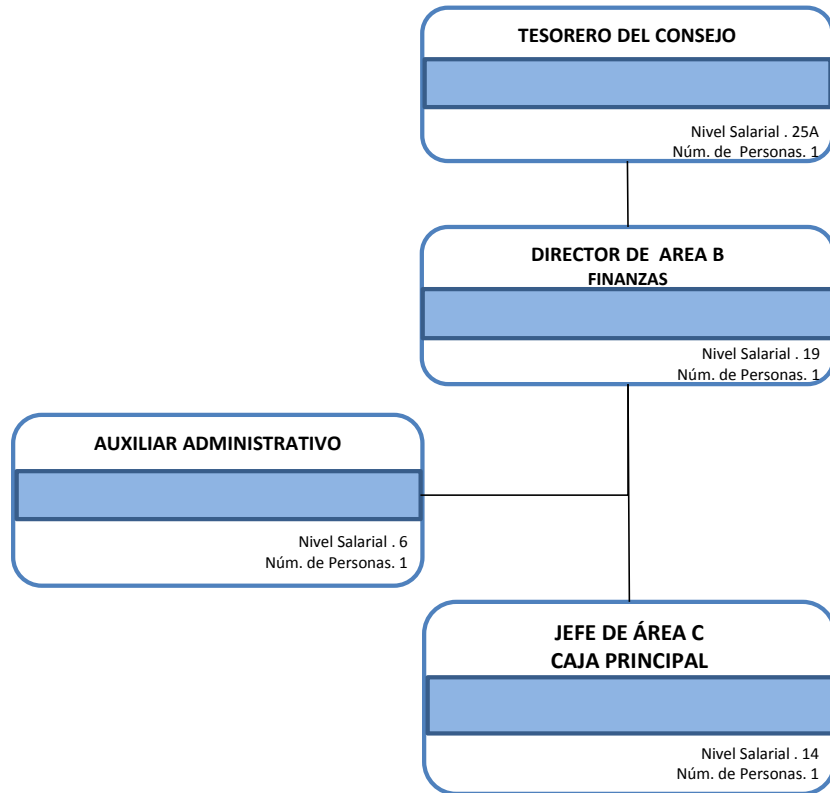 TESORERO DEL CONSEJO
Nivel Salarial . 25A
Núm. de  Personas. 1
DIRECTOR DE  AREA B
FINANZAS
Nivel Salarial . 19
Núm. de Personas. 1
AUXILIAR ADMINISTRATIVO
Nivel Salarial . 6
Núm. de Personas. 1
JEFE DE ÁREA C
CAJA PRINCIPAL
Nivel Salarial . 14
Núm. de Personas. 1